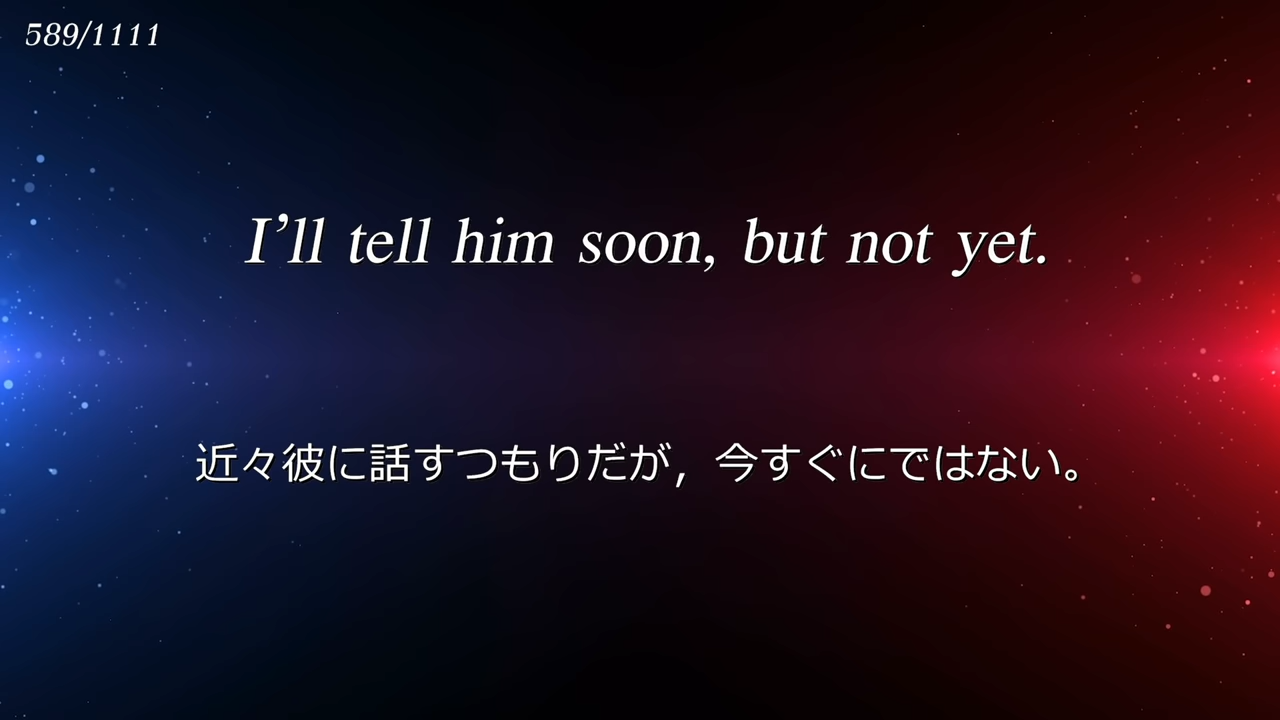 589/1111
I’ll tell him soon, but not yet.
近々彼に話すつもりだが，今すぐにではない。